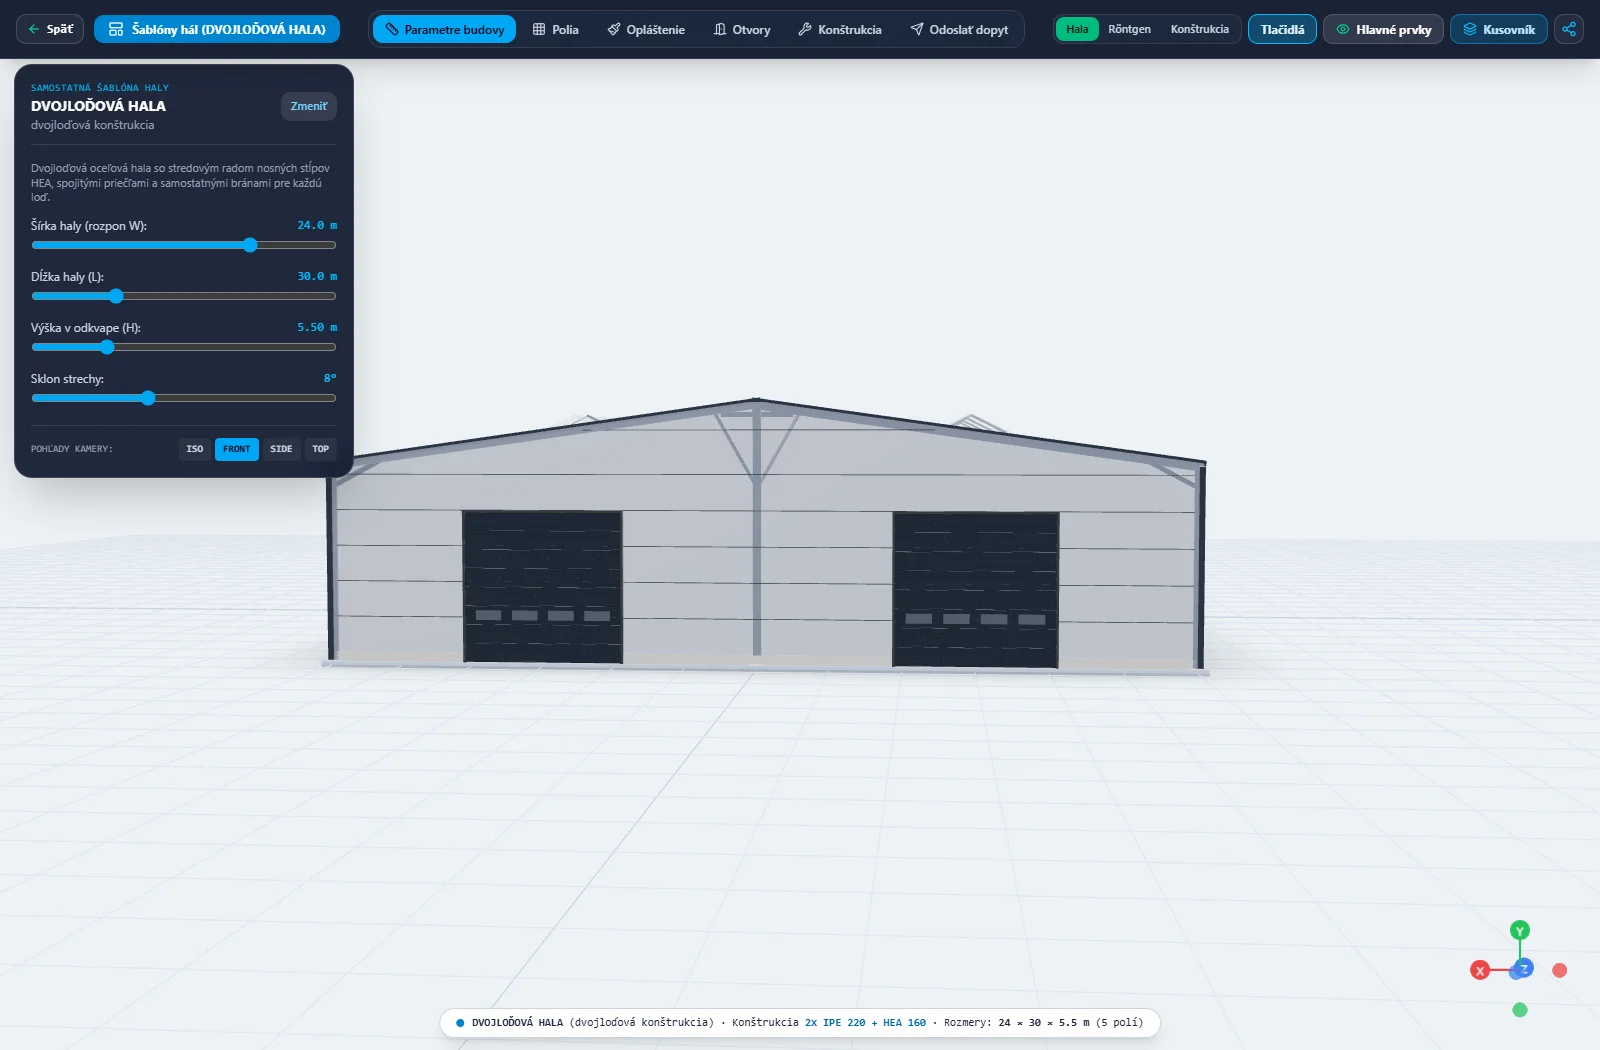 Späť
Šablóny hál (DVOJLOĎOVÁ HALA)
Parametre budovy
Polia
Opláštenie
Otvory
Konštrukcia
Odoslať dopyt
Hala
Röntgen
Konštrukcia
Tlačidlá
Hlavné prvky
Kusovník
SAMOSTATNÁ ŠABLÓNA HALY
DVOJLOĎOVÁ HALA
dvojloďová konštrukcia
Zmeniť
Dvojloďová oceľová hala so stredovým radom nosných stĺpov
HEA, spojitými priečľami a samostatnými bránami pre každú
loď.
Šírka haly (rozpon W): 24.0 m
Dĺžka haly (L): 30.0 m
Výška v odkvape (H): 5.50 m
Sklon strechy: 8°
POHĽADY KAMERY: ISO FRONT SIDE TOP
Y
X
Z
DVOJLOĎOVÁ HALA (dvojloďová konštrukcia) · Konštrukcia 2x IPE 220 + HEA 160 · Rozmery: 24 × 30 × 5.5 m (5 polí)